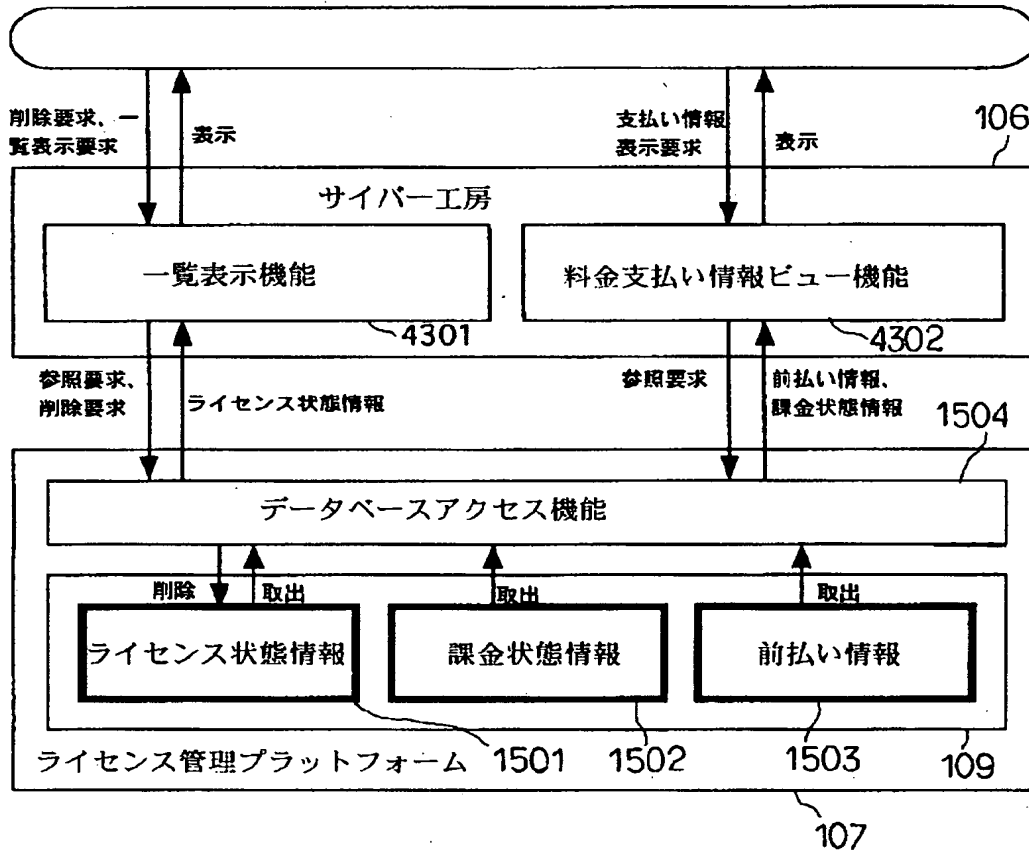 削除要求、一
覧表示要求
表示
支払い情報
表示要求
表示
106
サイバー工房
一覧表示機能
料金支払い情報ビュー機能
4301
4302
参照要求、
削除要求
ライセンス状態情報
参照要求
前払い情報、
課金状態情報
1504
データベースアクセス機能
削除
取出
取出
取出
ライセンス状態情報
課金状態情報
前払い情報
ライセンス管理プラットフォーム
1501
1502
1503
109
107